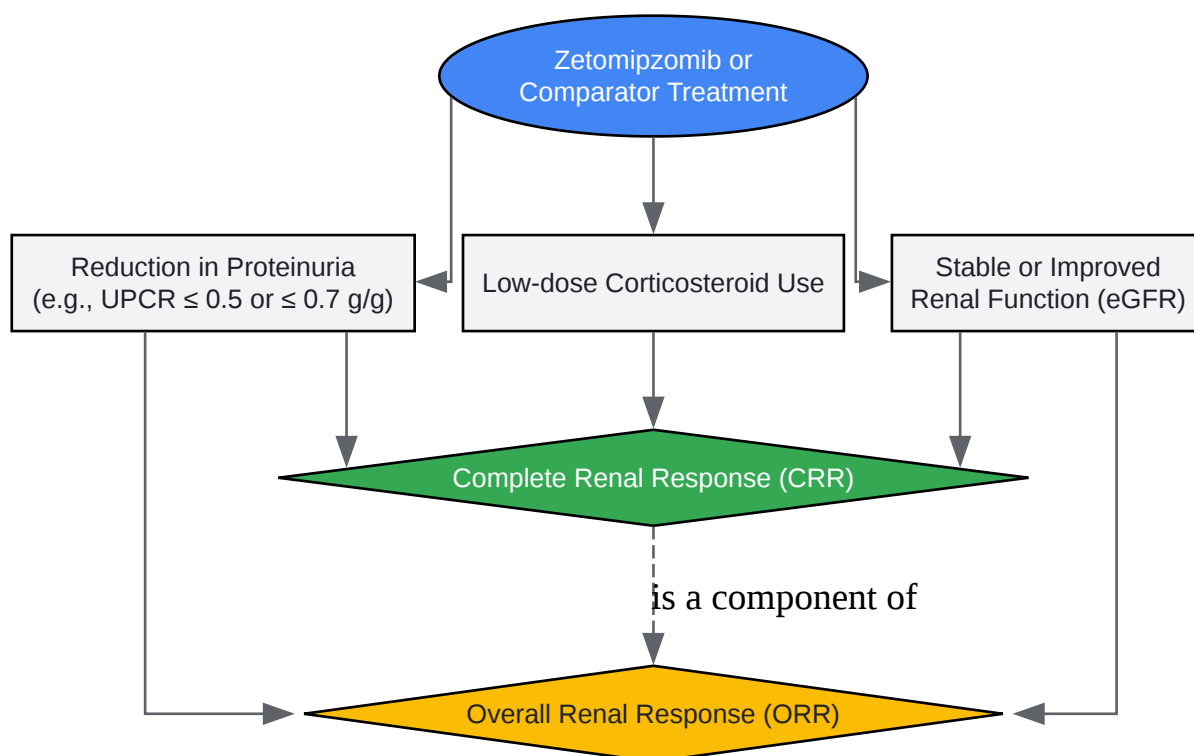 Zetomipzomib or
Comparator Treatment
Reduction in Proteinuria
(e.g., UPCR ≤ 0.5 or ≤ 0.7 g/g)
Low-dose Corticosteroid Use
Stable or Improved
Renal Function (eGFR)
Complete Renal Response (CRR)
is a component of
Overall Renal Response (ORR)